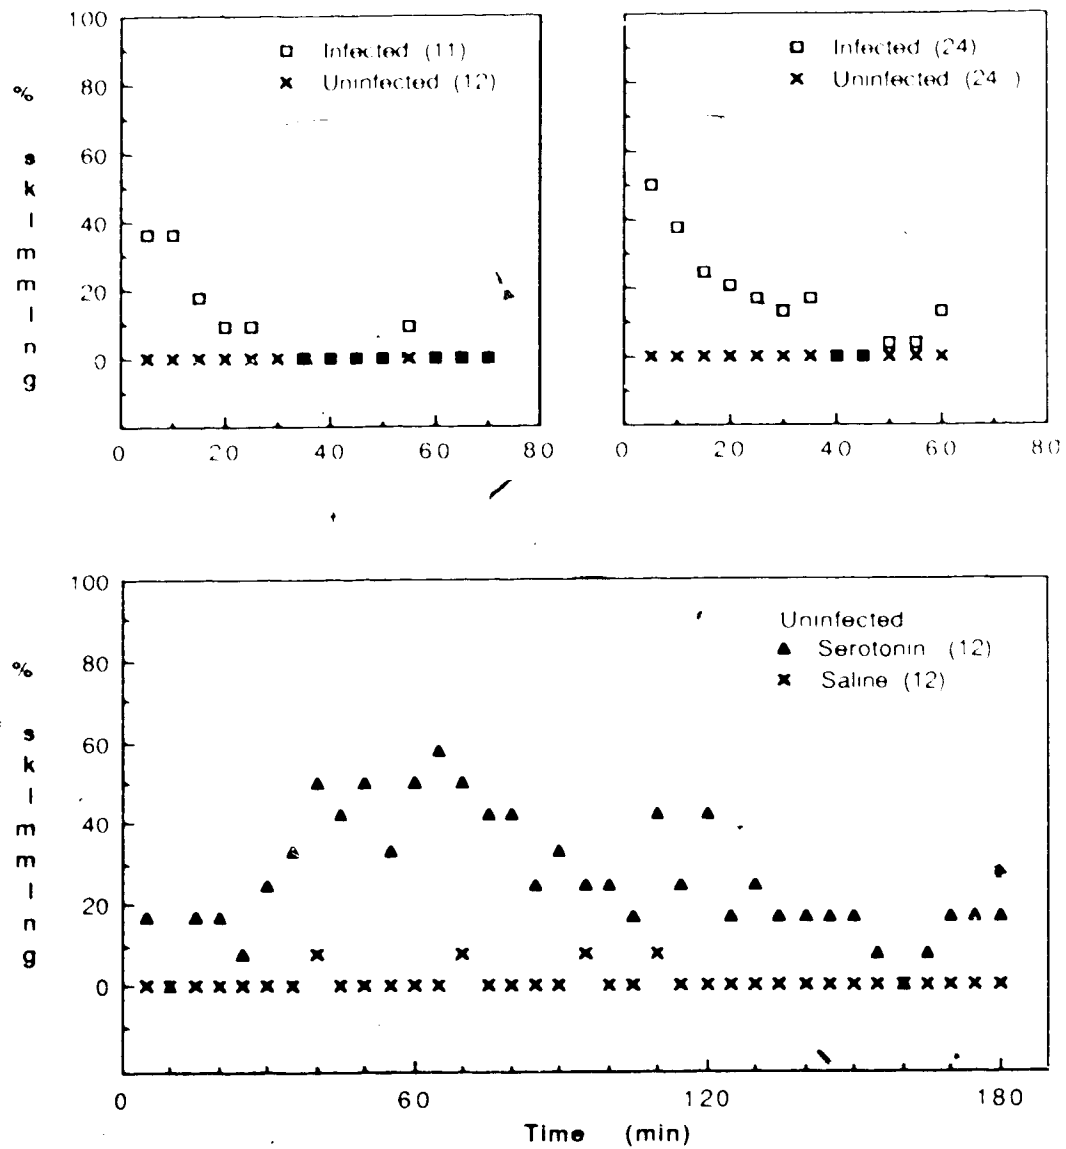 100
80
60
40
20
0
% skimming
Infected (11)
Uninfected (12)
0 20 40 60 80
Infected (24)
Uninfected (24 )
0 20 40 60 80
100
80
60
40
20
0
% skimming
Uninfected
Serotonin (12)
Saline (12)
0 60 120 180
Time (min)